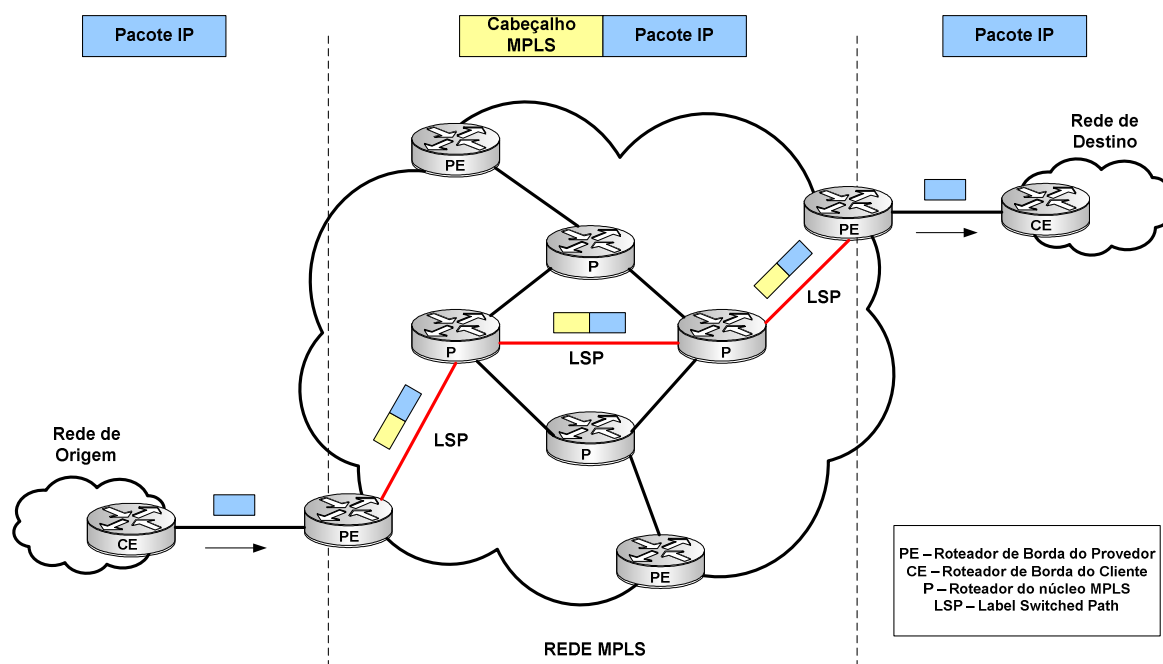 Pacote IP
Cabeçalho
MPLS
Pacote IP
Pacote IP
Rede de
Destino
PE
PE
CE
P
LSP
P
LSP
P
LSP
P
Rede de
Origem
CE
PE
PE
PE – Roteador de Borda do Provedor
CE – Roteador de Borda do Cliente
P – Roteador do núcleo MPLS
LSP – Label Switched Path
REDE MPLS